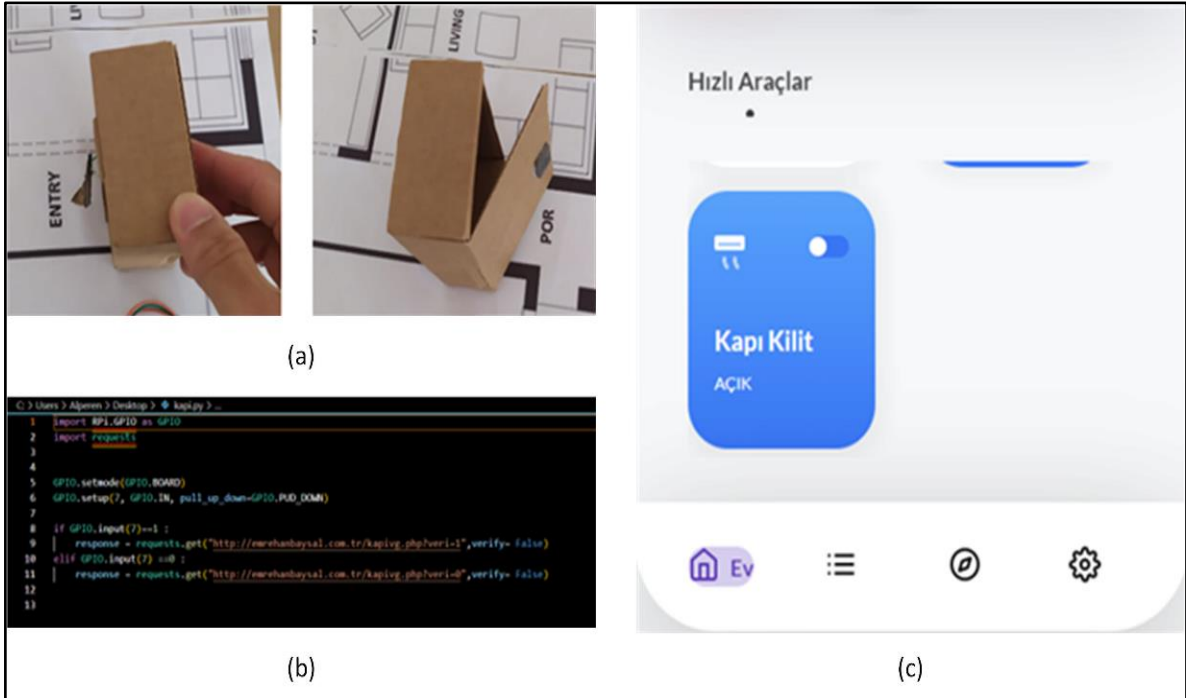 LIVING
ENTRY
POR
(a)
C: > Users > Alperen > Desktop > kapi.py > ...
1 import RPi.GPIO as GPIO
2 import requests
3
4
5 GPIO.setmode(GPIO.BOARD)
6 GPIO.setup(7, GPIO.IN, pull_up_down=GPIO.PUD_DOWN)
7
8 if GPIO.input(7)==1 :
9 response = requests.get("http://emrehanbaysal.com.tr/kapivg.php?veri=1",verify= False)
10 elif GPIO.input(7) ==0 :
11 response = requests.get("http://emrehanbaysal.com.tr/kapivg.php?veri=0",verify= False)
12
13
(b)
Hızlı Araçlar
Kapı Kilit
AÇIK
Ev
(c)